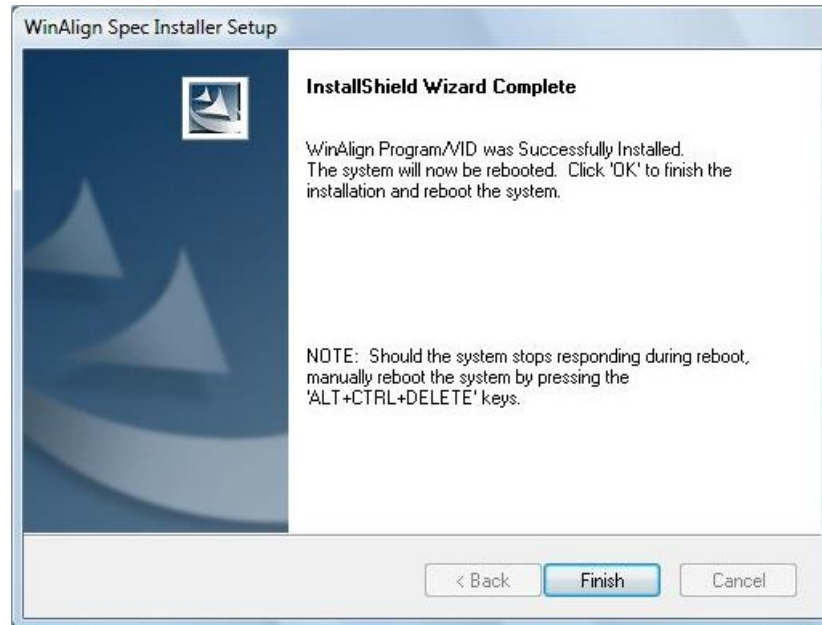 WinAlign Spec Installer Setup
InstallShield Wizard Complete
WinAlign Program/VID was Successfully Installed.
The system will now be rebooted.  Click 'OK' to finish the
installation and reboot the system.
NOTE:  Should the system stops responding during reboot,
manually reboot the system by pressing the
'ALT+CTRL+DELETE' keys.
< Back
Finish
Cancel